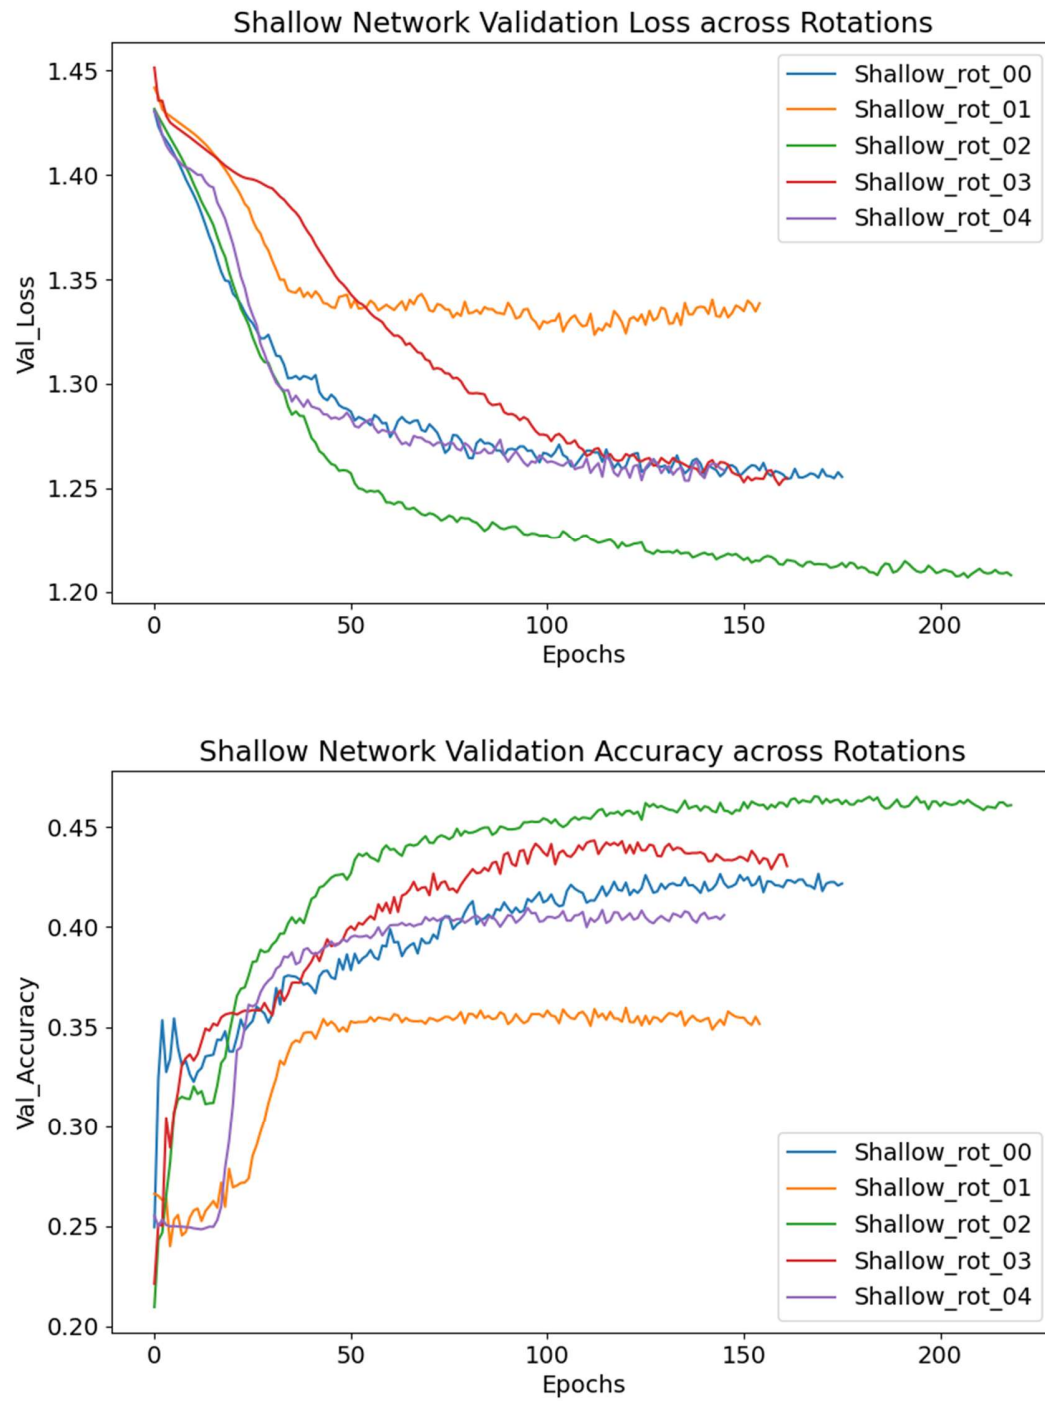 Shallow Network Validation Loss across Rotations
1.45
1.40
1.35
1.30
1.25
1.20
Val_Loss
Shallow_rot_00
Shallow_rot_01
Shallow_rot_02
Shallow_rot_03
Shallow_rot_04
0 50 100 150 200
Epochs
Shallow Network Validation Accuracy across Rotations
0.45
0.40
0.35
0.30
0.25
0.20
Val_Accuracy
Shallow_rot_00
Shallow_rot_01
Shallow_rot_02
Shallow_rot_03
Shallow_rot_04
0 50 100 150 200
Epochs